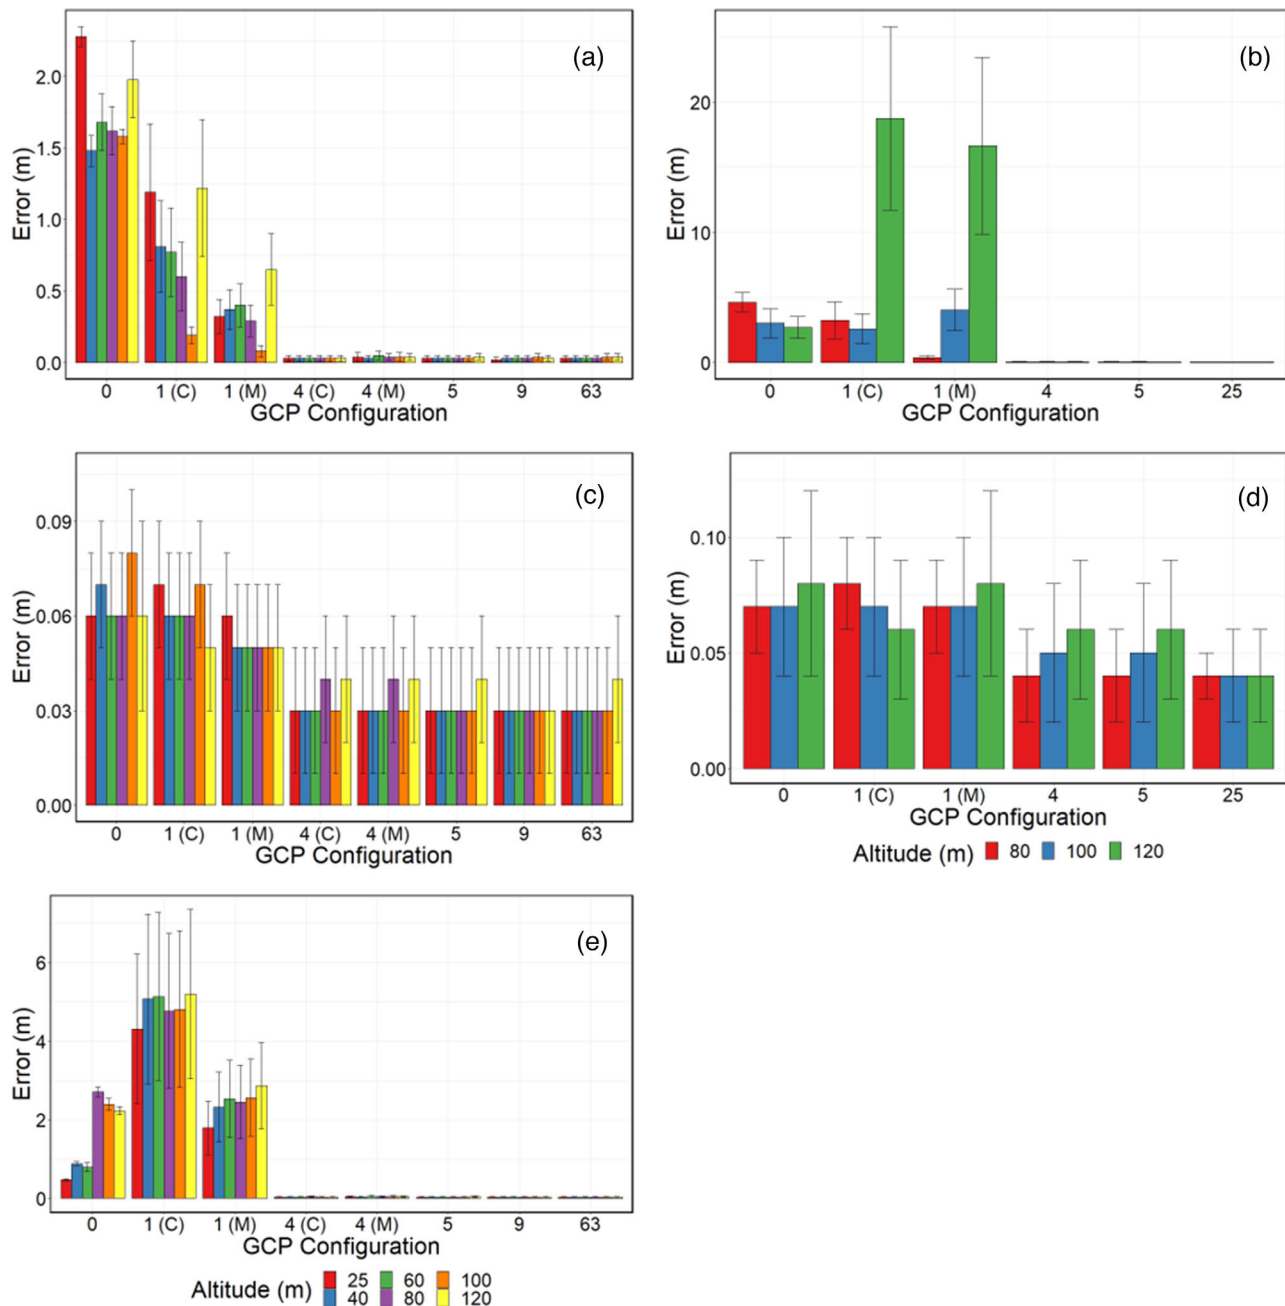 (a)
Error (m)
2.0
1.5
1.0
0.5
0.0
0 1 (C) 1 (M) 4 (C) 4 (M) 5 9 63
GCP Configuration
(b)
Error (m)
20
10
0
0 1 (C) 1 (M) 4 5 25
GCP Configuration
(c)
Error (m)
0.09
0.06
0.03
0.00
0 1 (C) 1 (M) 4 (C) 4 (M) 5 9 63
GCP Configuration
(d)
Error (m)
0.10
0.05
0.00
0 1 (C) 1 (M) 4 5 25
GCP Configuration
Altitude (m) 80 100 120
(e)
Error (m)
6
4
2
0
0 1 (C) 1 (M) 4 (C) 4 (M) 5 9 63
GCP Configuration
Altitude (m) 25 60 100
40 80 120